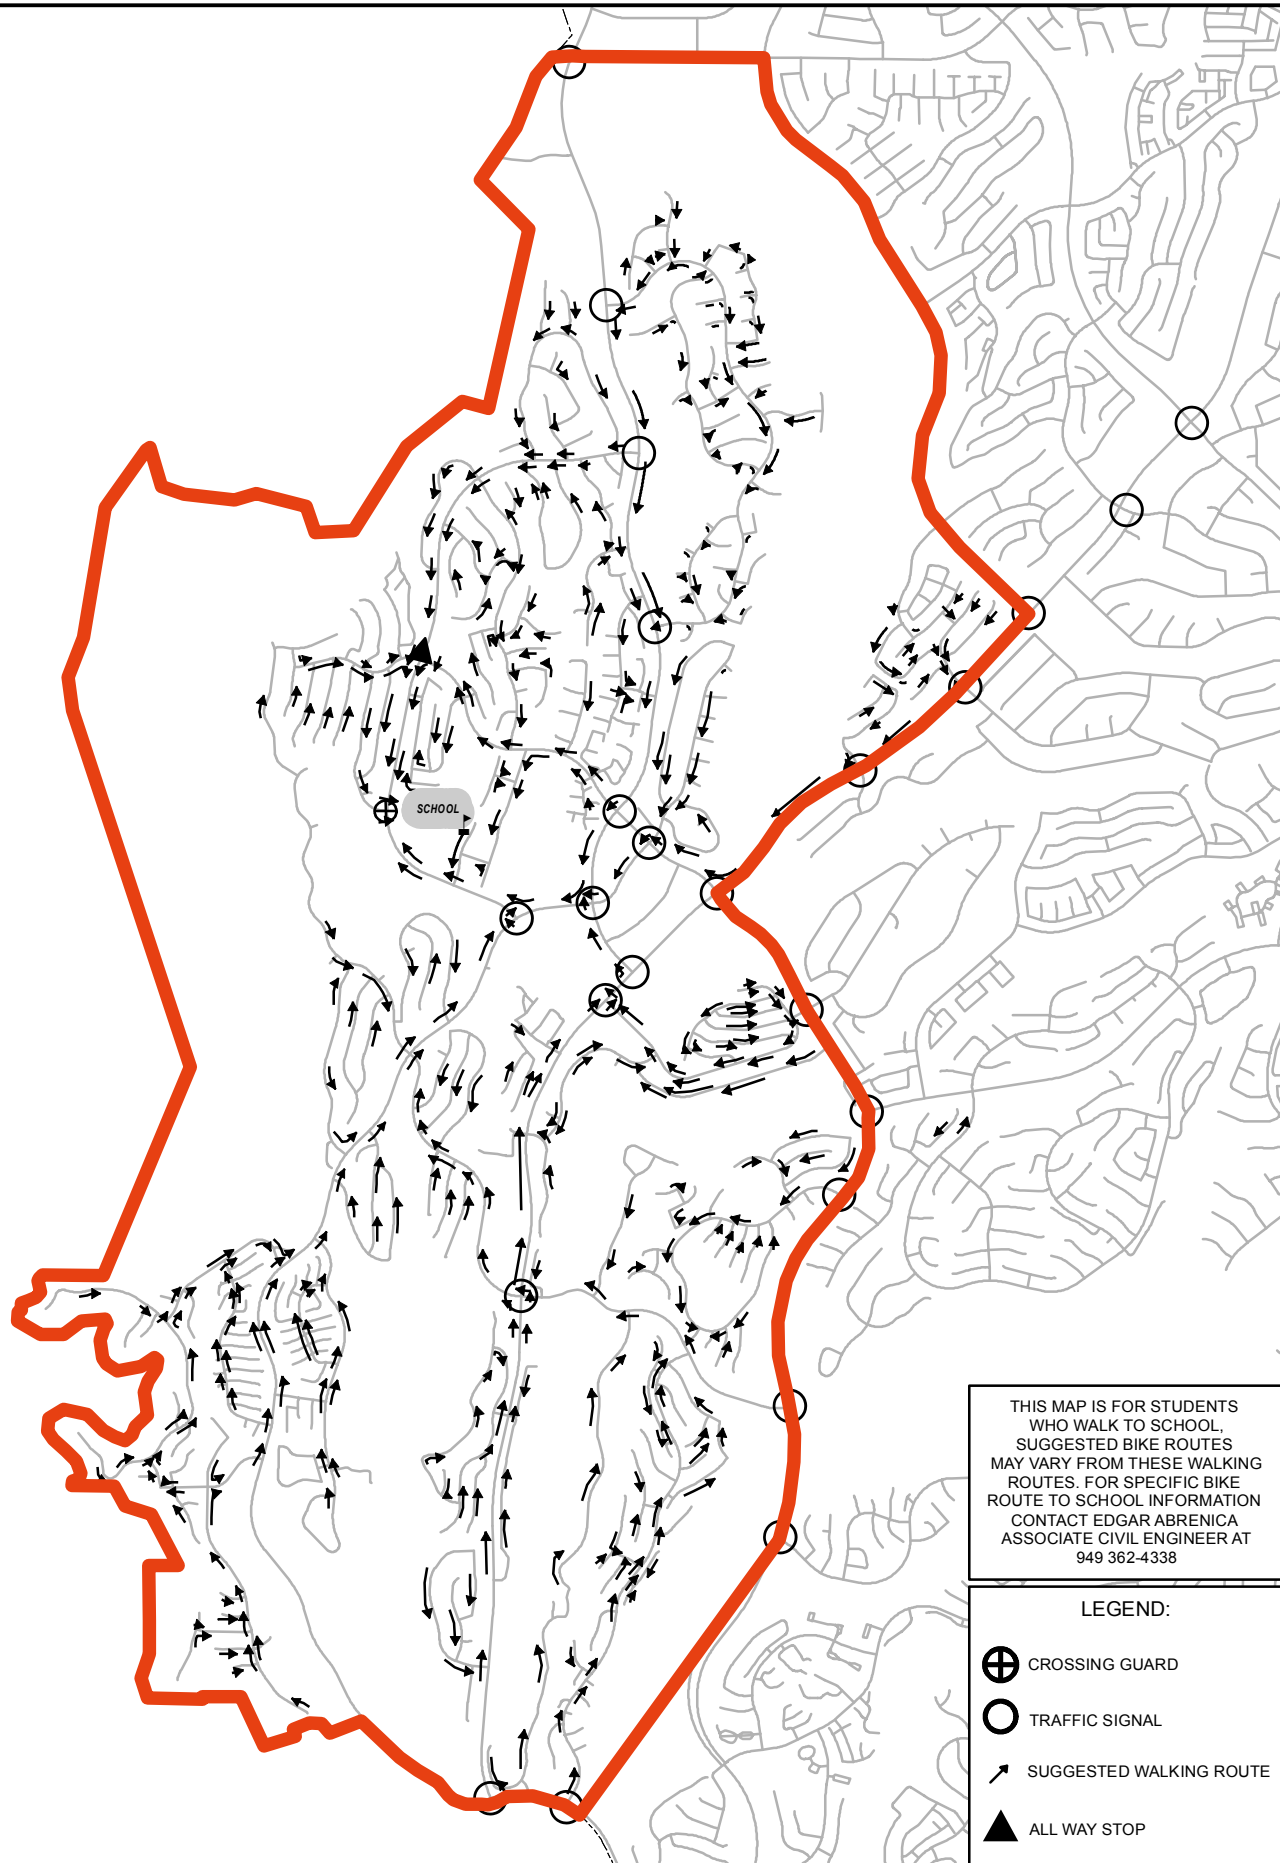 SCHOOL
THIS MAP IS FOR STUDENTS
WHO WALK TO SCHOOL,
SUGGESTED BIKE ROUTES
MAY VARY FROM THESE WALKING
ROUTES. FOR SPECIFIC BIKE
ROUTE TO SCHOOL INFORMATION
CONTACT EDGAR ABRENICA
ASSOCIATE CIVIL ENGINEER AT
949 362-4338
LEGEND:
CROSSING GUARD
TRAFFIC SIGNAL
SUGGESTED WALKING ROUTE
ALL WAY STOP